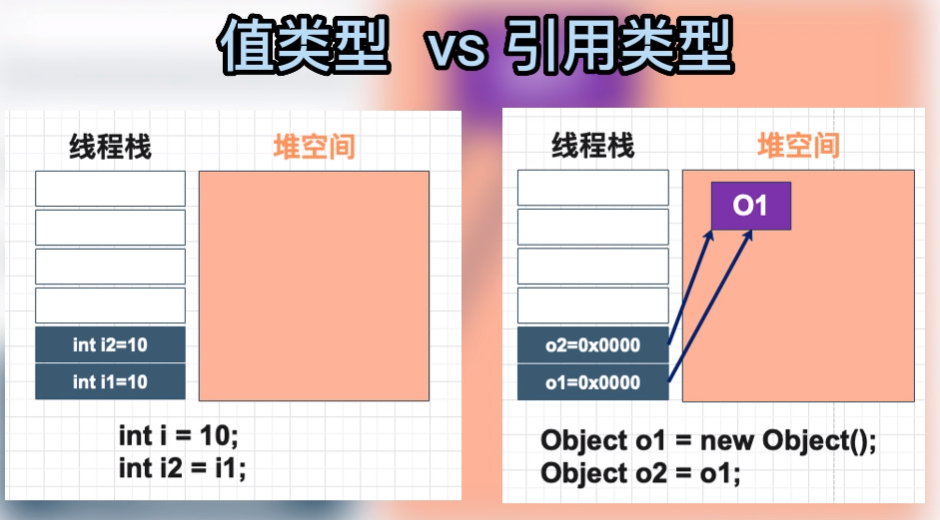 值类型 vs 引用类型
线程栈 堆空间
int i2=10
int i1=10
int i = 10;
int i2 = i1;
线程栈 堆空间
O1
o2=0x0000
o1=0x0000
Object o1 = new Object();
Object o2 = o1;